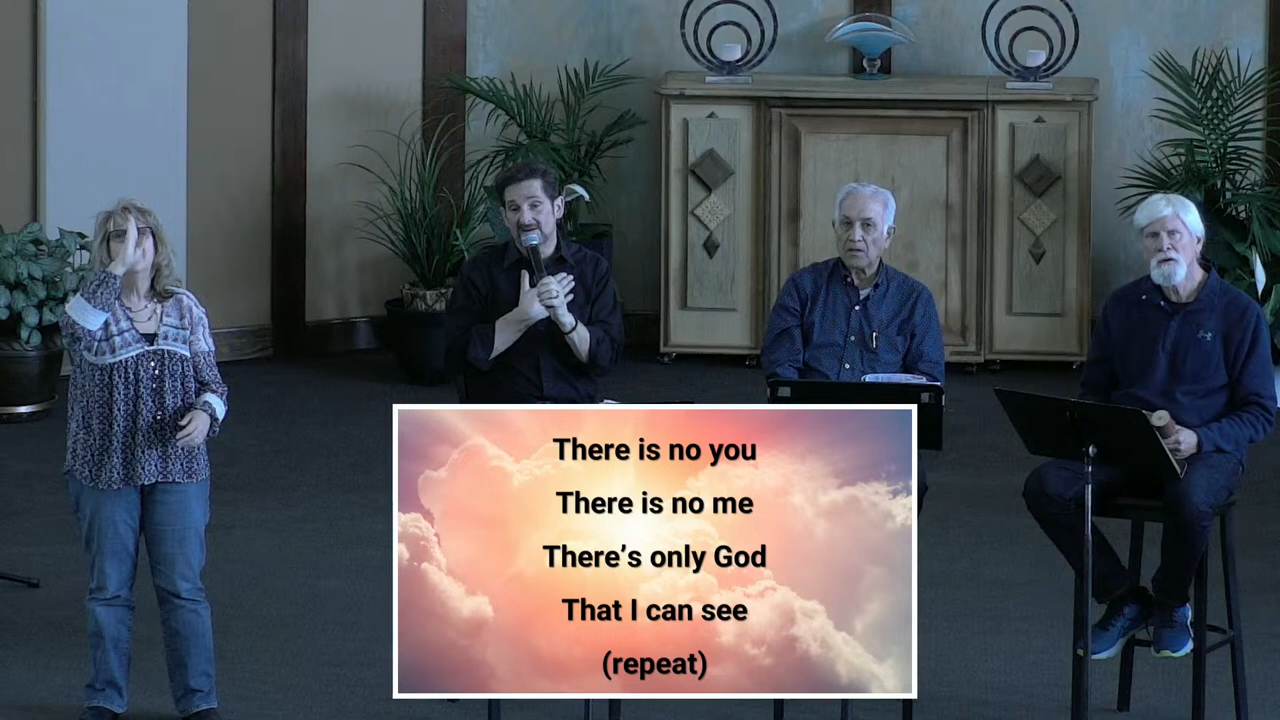 There is no you
There is no me
There’s only God
That I can see
(repeat)